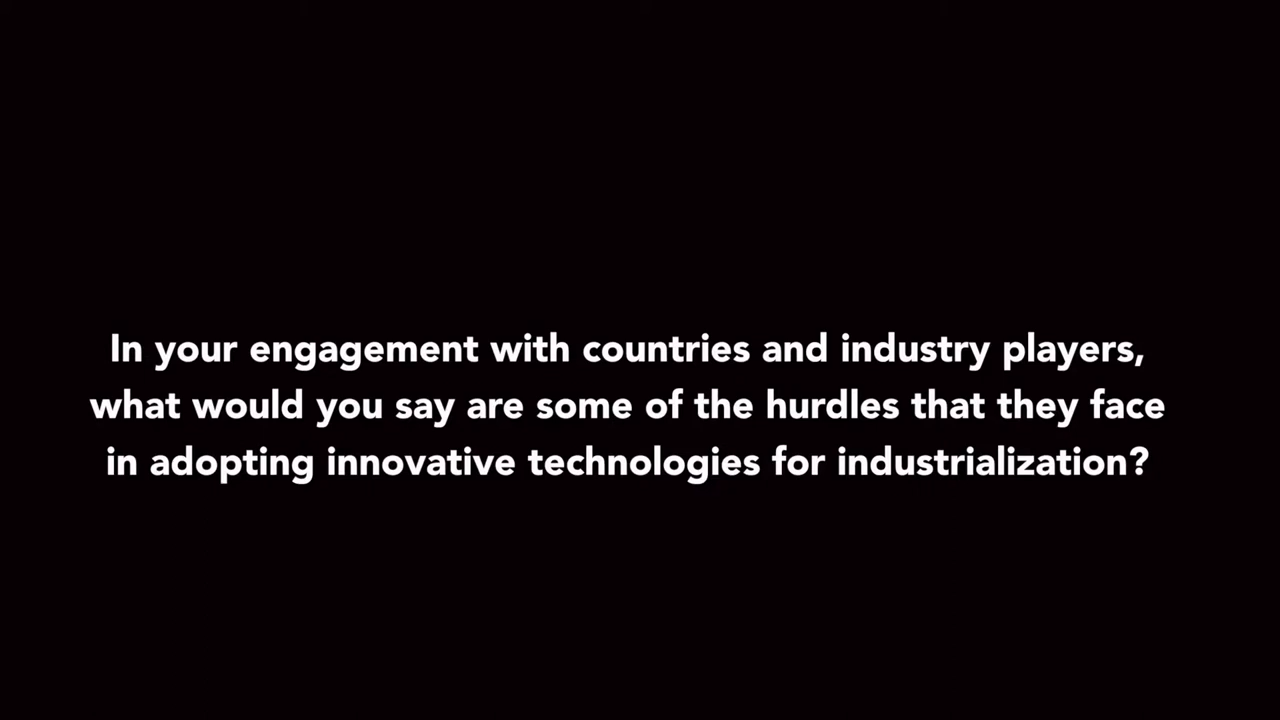 In your engagement with countries and industry players,
what would you say are some of the hurdles that they face
in adopting innovative technologies for industrialization?